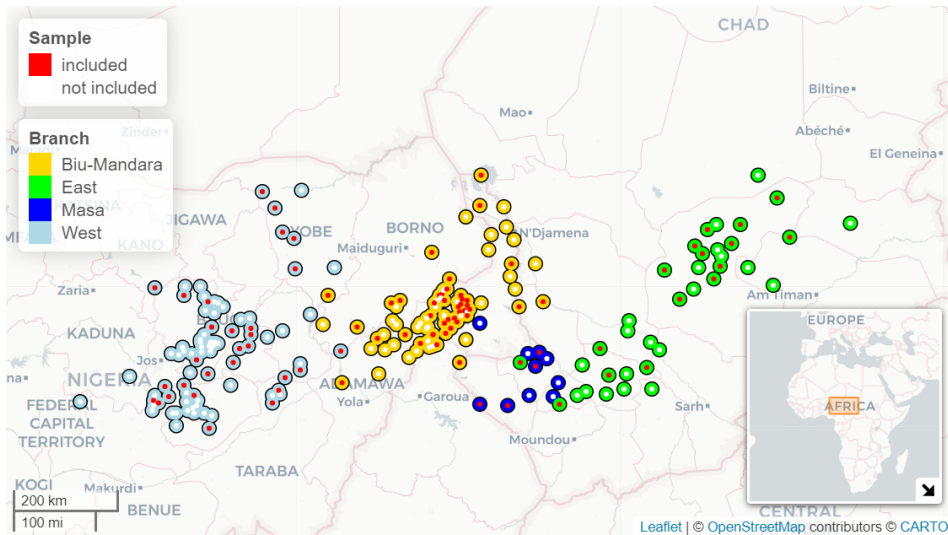 Sample
included
not included
Branch
Biu-Mandara
East
Masa
West
CHAD
Biltine
Mao
Abéché
Zinder
El Geneina
JIGAWA
YOBE
BORNO
N'Djamena
KANO
Maiduguri
Zaria
Am Timan
KADUNA
EUROPE
Jos
NIGERIA
ADAMAWA
Garoua
Yola
Sarh
AFRICA
FEDERAL
CAPITAL
TERRITORY
Moundou
TARABA
KOGI
Makurdi
200 km
BENUE
100 mi
CENTRAL
Leaflet | © OpenStreetMap contributors © CARTO